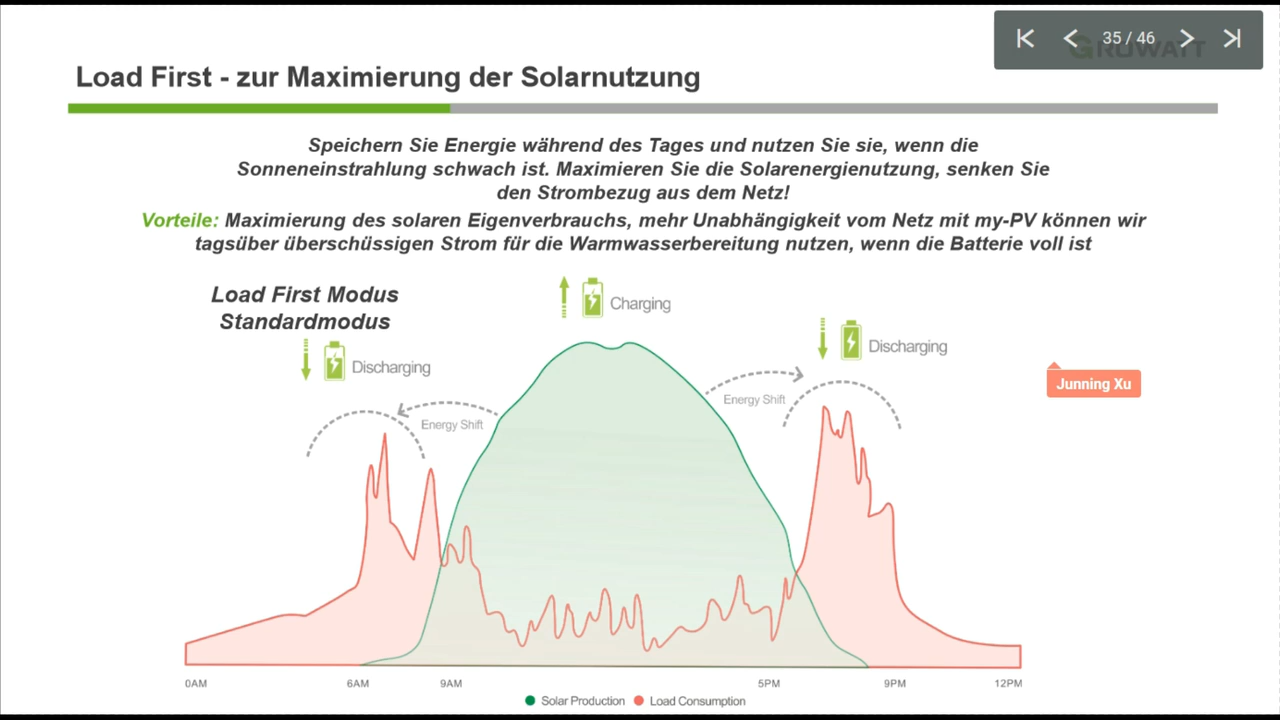 35 / 46
GROWATT
Load First - zur Maximierung der Solarnutzung
Speichern Sie Energie während des Tages und nutzen Sie sie, wenn die
Sonneneinstrahlung schwach ist. Maximieren Sie die Solarenergienutzung, senken Sie
den Strombezug aus dem Netz!
Vorteile: Maximierung des solaren Eigenverbrauchs, mehr Unabhängigkeit vom Netz mit my-PV können wir
tagsüber überschüssigen Strom für die Warmwasserbereitung nutzen, wenn die Batterie voll ist
Load First Modus
Standardmodus
Charging
Discharging
Discharging
Energy Shift
Energy Shift
Junning Xu
0AM 6AM 9AM 5PM 9PM 12PM
Solar Production Load Consumption